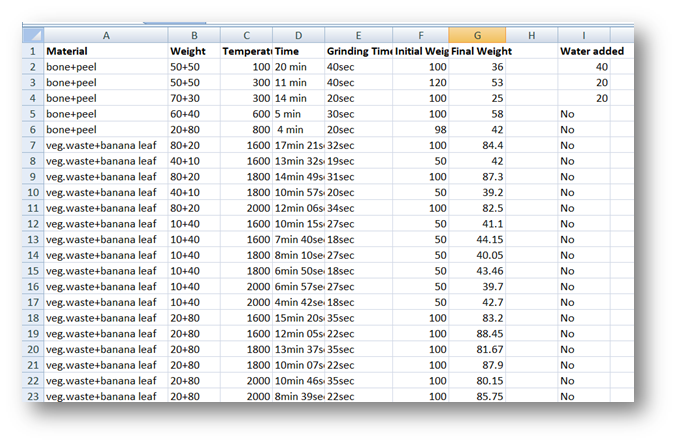 A B C D E F G H I
1 Material Weight Temperatu Time Grinding Time Initial Weig Final Weight Water added
2 bone+peel 50+50 100 20 min 40sec 100 36 40
3 bone+peel 50+50 300 11 min 40sec 120 53 20
4 bone+peel 70+30 300 14 min 20sec 100 25 20
5 bone+peel 60+40 600 5 min 30sec 100 58 No
6 bone+peel 20+80 800 4 min 20sec 98 42 No
7 veg.waste+banana leaf 80+20 1600 17min 21s 32sec 100 84.4 No
8 veg.waste+banana leaf 40+10 1600 13min 32s 19sec 50 42 No
9 veg.waste+banana leaf 80+20 1800 14min 49s 31sec 100 87.3 No
10 veg.waste+banana leaf 40+10 1800 10min 57s 20sec 50 39.2 No
11 veg.waste+banana leaf 80+20 2000 12min 06s 34sec 100 82.5 No
12 veg.waste+banana leaf 10+40 1600 10min 15s 27sec 50 41.1 No
13 veg.waste+banana leaf 10+40 1600 7min 40se 18sec 50 44.15 No
14 veg.waste+banana leaf 10+40 1800 8min 10se 27sec 50 40.05 No
15 veg.waste+banana leaf 10+40 1800 6min 50se 18sec 50 43.46 No
16 veg.waste+banana leaf 10+40 2000 6min 57se 27sec 50 39.7 No
17 veg.waste+banana leaf 10+40 2000 4min 42se 18sec 50 42.7 No
18 veg.waste+banana leaf 20+80 1600 15min 20s 35sec 100 83.2 No
19 veg.waste+banana leaf 20+80 1600 12min 05s 22sec 100 88.45 No
20 veg.waste+banana leaf 20+80 1800 13min 37s 35sec 100 81.67 No
21 veg.waste+banana leaf 20+80 1800 10min 07s 22sec 100 87.9 No
22 veg.waste+banana leaf 20+80 2000 10min 46s 35sec 100 80.15 No
23 veg.waste+banana leaf 20+80 2000 8min 39se 22sec 100 85.75 No